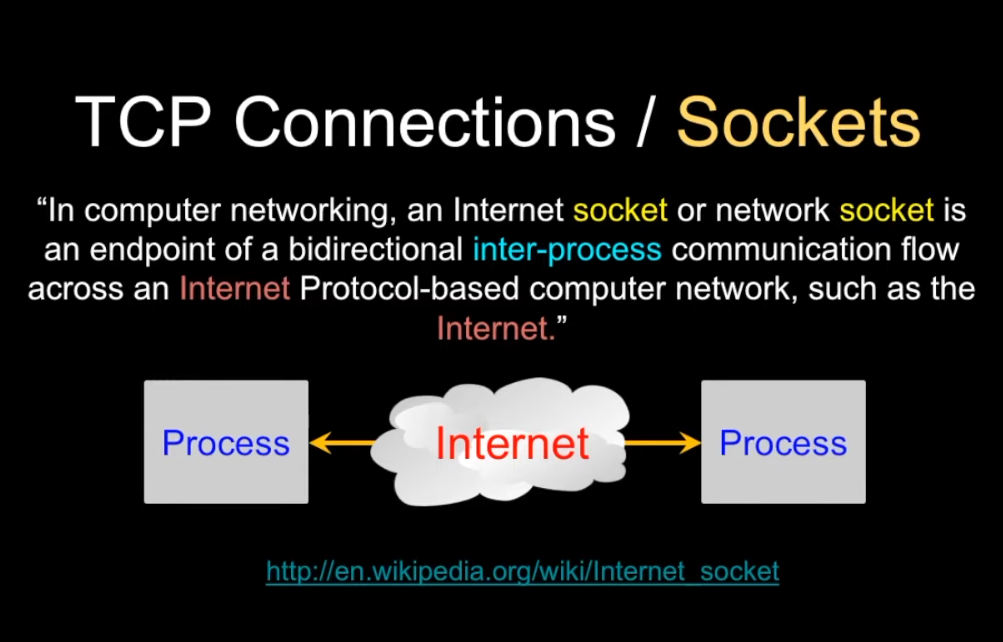 TCP Connections / Sockets
“In computer networking, an Internet socket or network socket is
an endpoint of a bidirectional inter-process communication flow
across an Internet Protocol-based computer network, such as the
Internet.”
Process
Internet
Process
http://en.wikipedia.org/wiki/Internet_socket